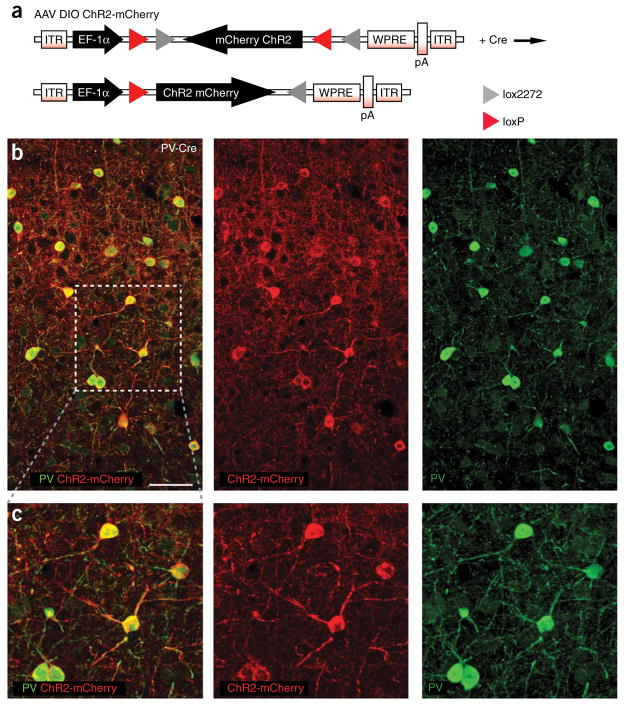 a
AAV DIO ChR2-mCherry
ITR EF-1α mCherry ChR2 WPRE ITR + Cre
pA
ITR EF-1α ChR2 mCherry WPRE ITR
pA
lox2272
loxP
b
PV-Cre
PV ChR2-mCherry
ChR2-mCherry
PV
c
PV ChR2-mCherry
ChR2-mCherry
PV